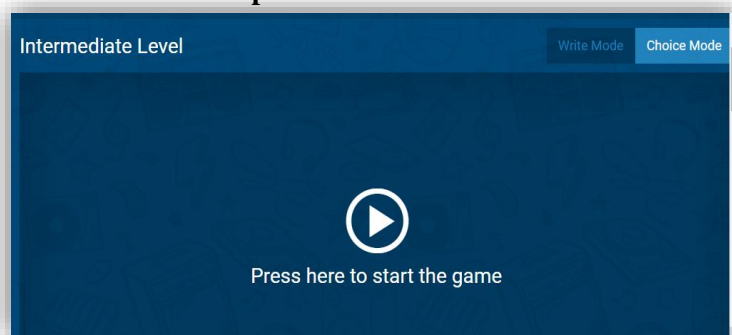 Intermediate Level
Write Mode Choice Mode
Press here to start the game